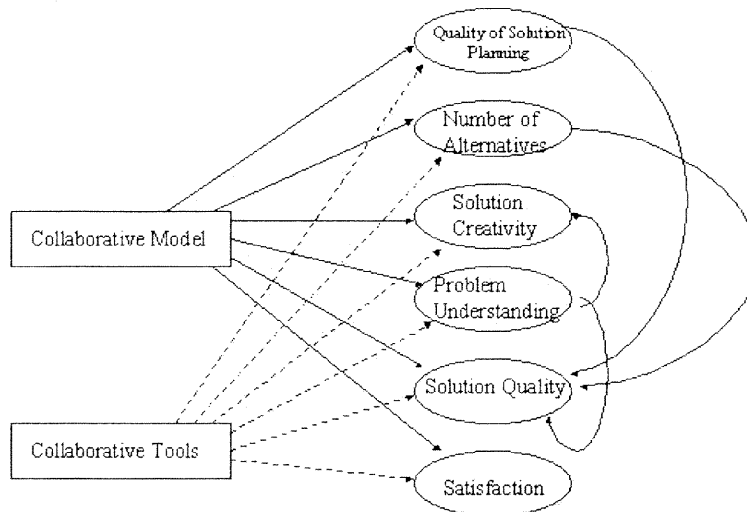 Quality of Solution
Planning
Number of
Alternatives
Solution
Creativity
Collaborative Model
Problem
Understanding
Solution Quality
Collaborative Tools
Satisfaction